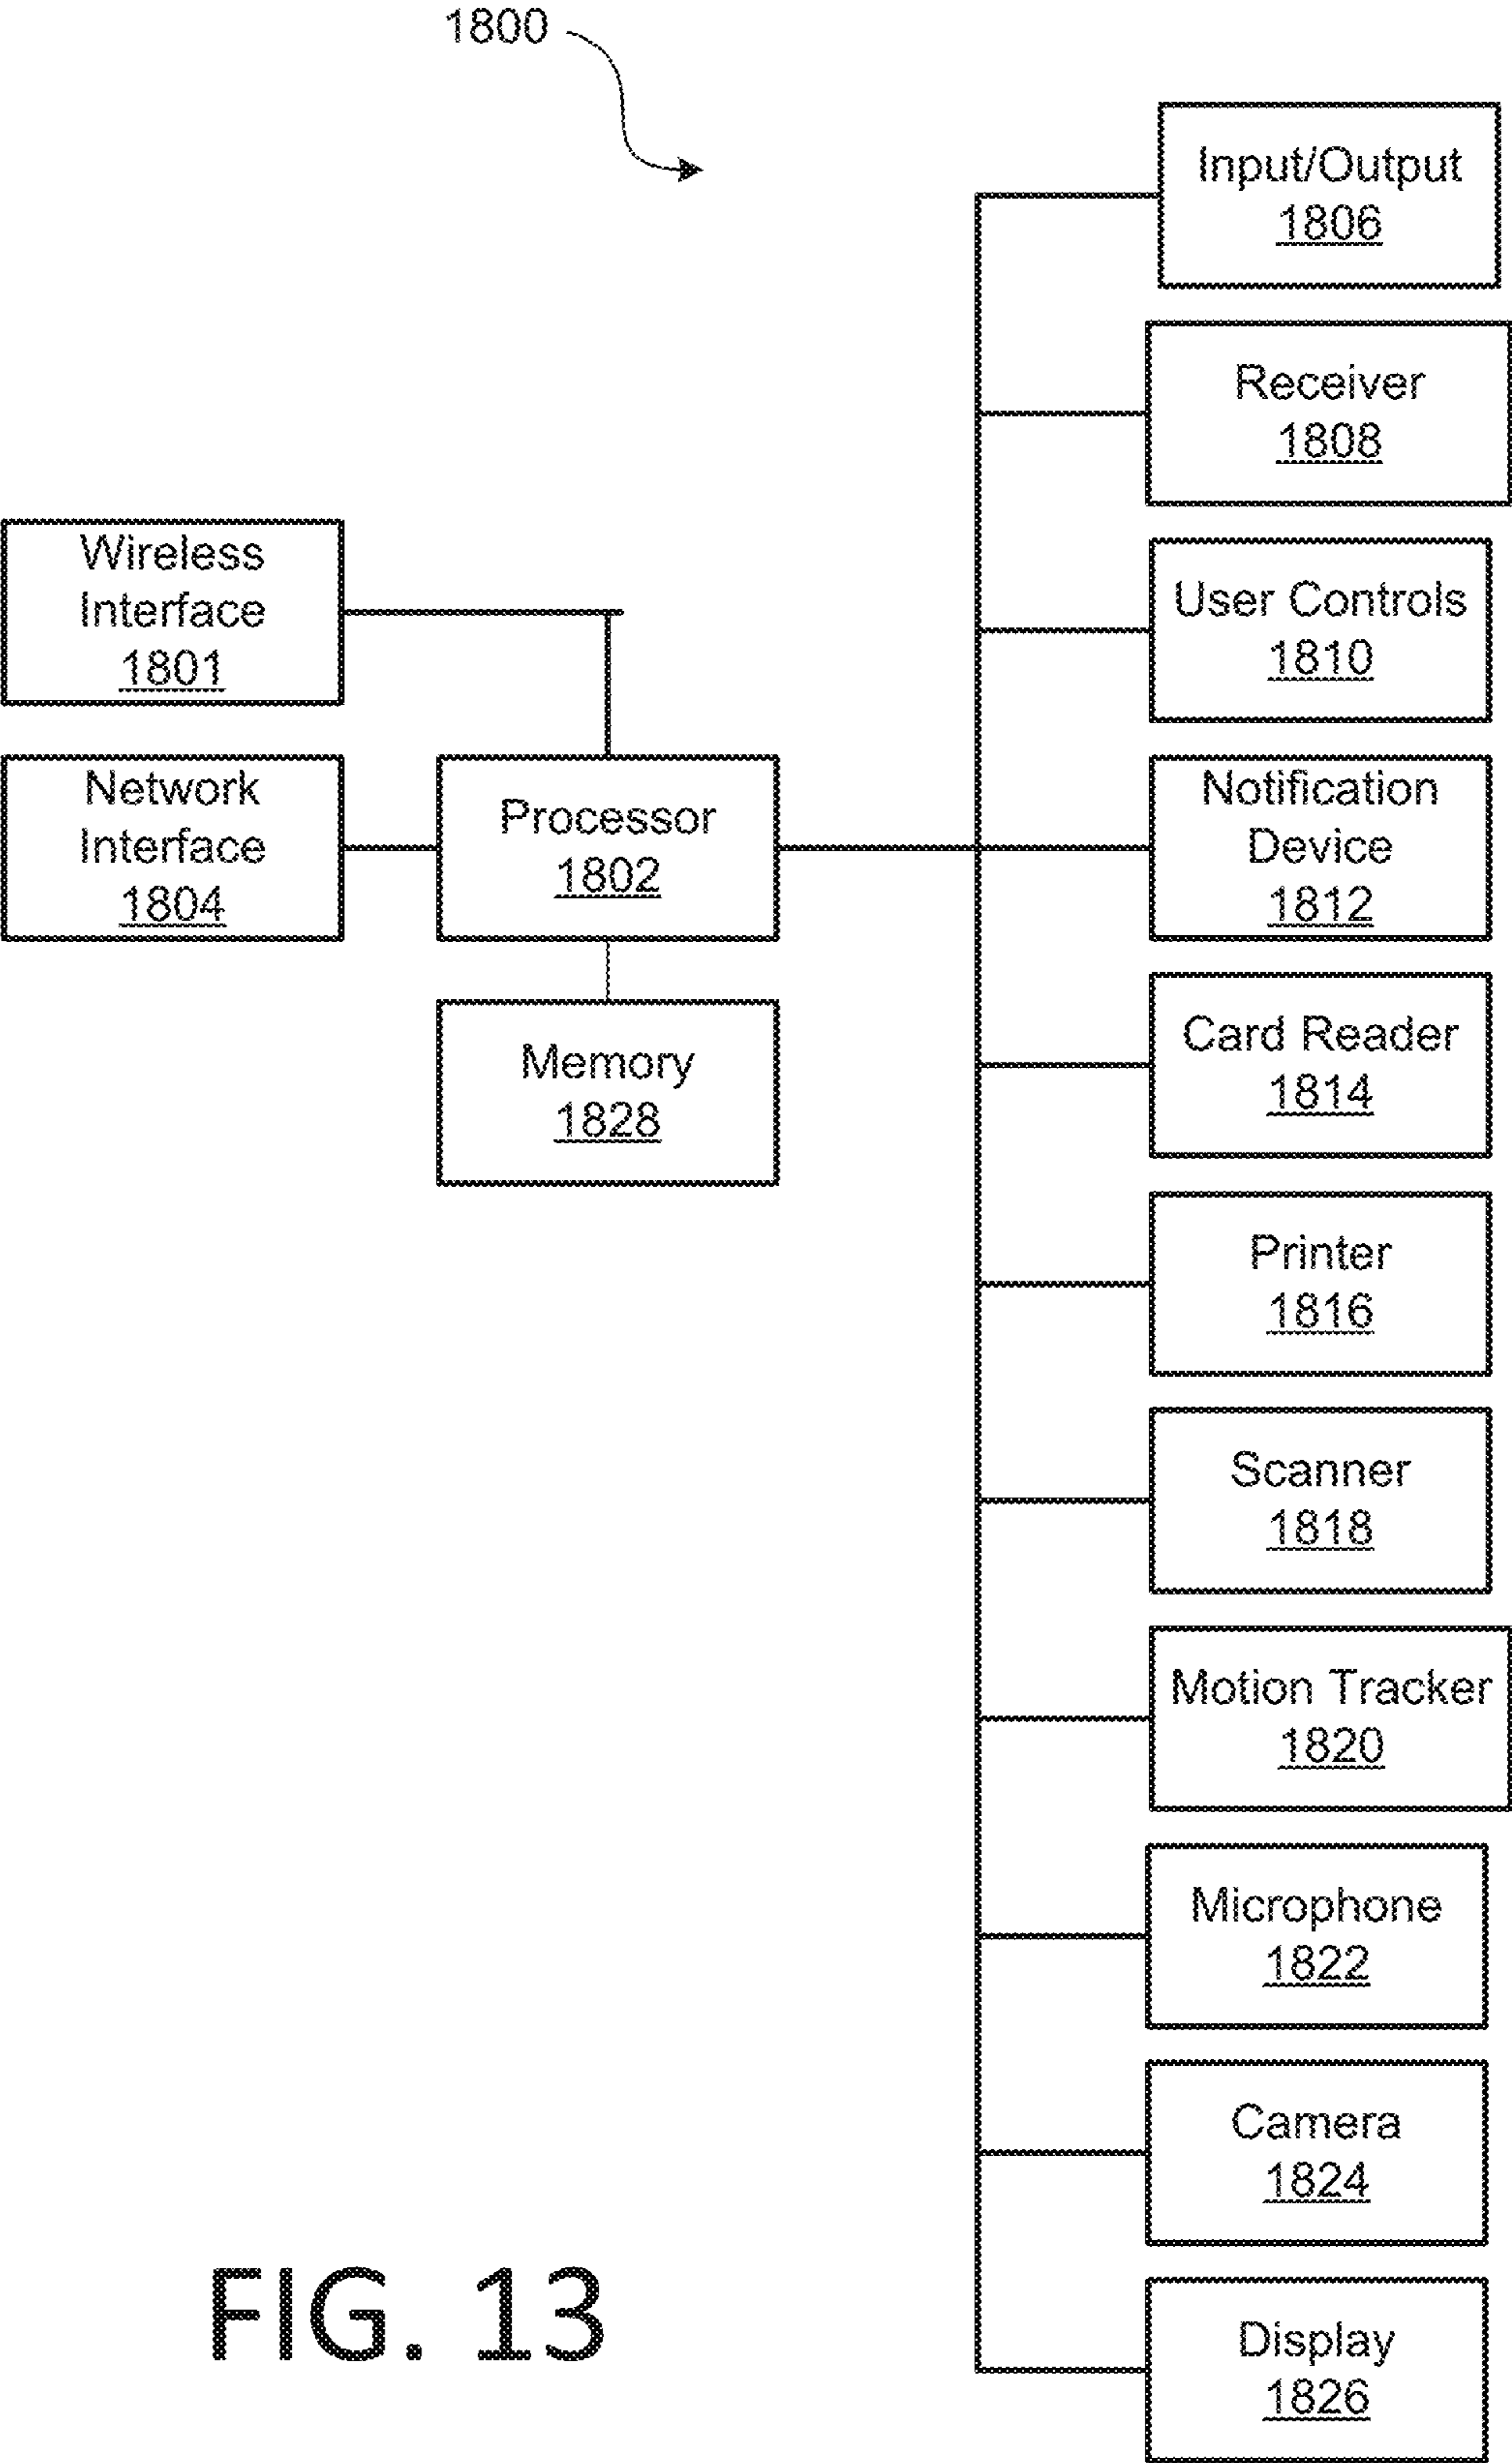 1800
Input/Output
1806
Receiver
1808
Wireless
Interface
1801
User Controls
1810
Network
Interface
1804
Processor
1802
Notification
Device
1812
Memory
1828
Card Reader
1814
Printer
1816
Scanner
1818
Motion Tracker
1820
Microphone
1822
Camera
1824
Display
1826
FIG. 13